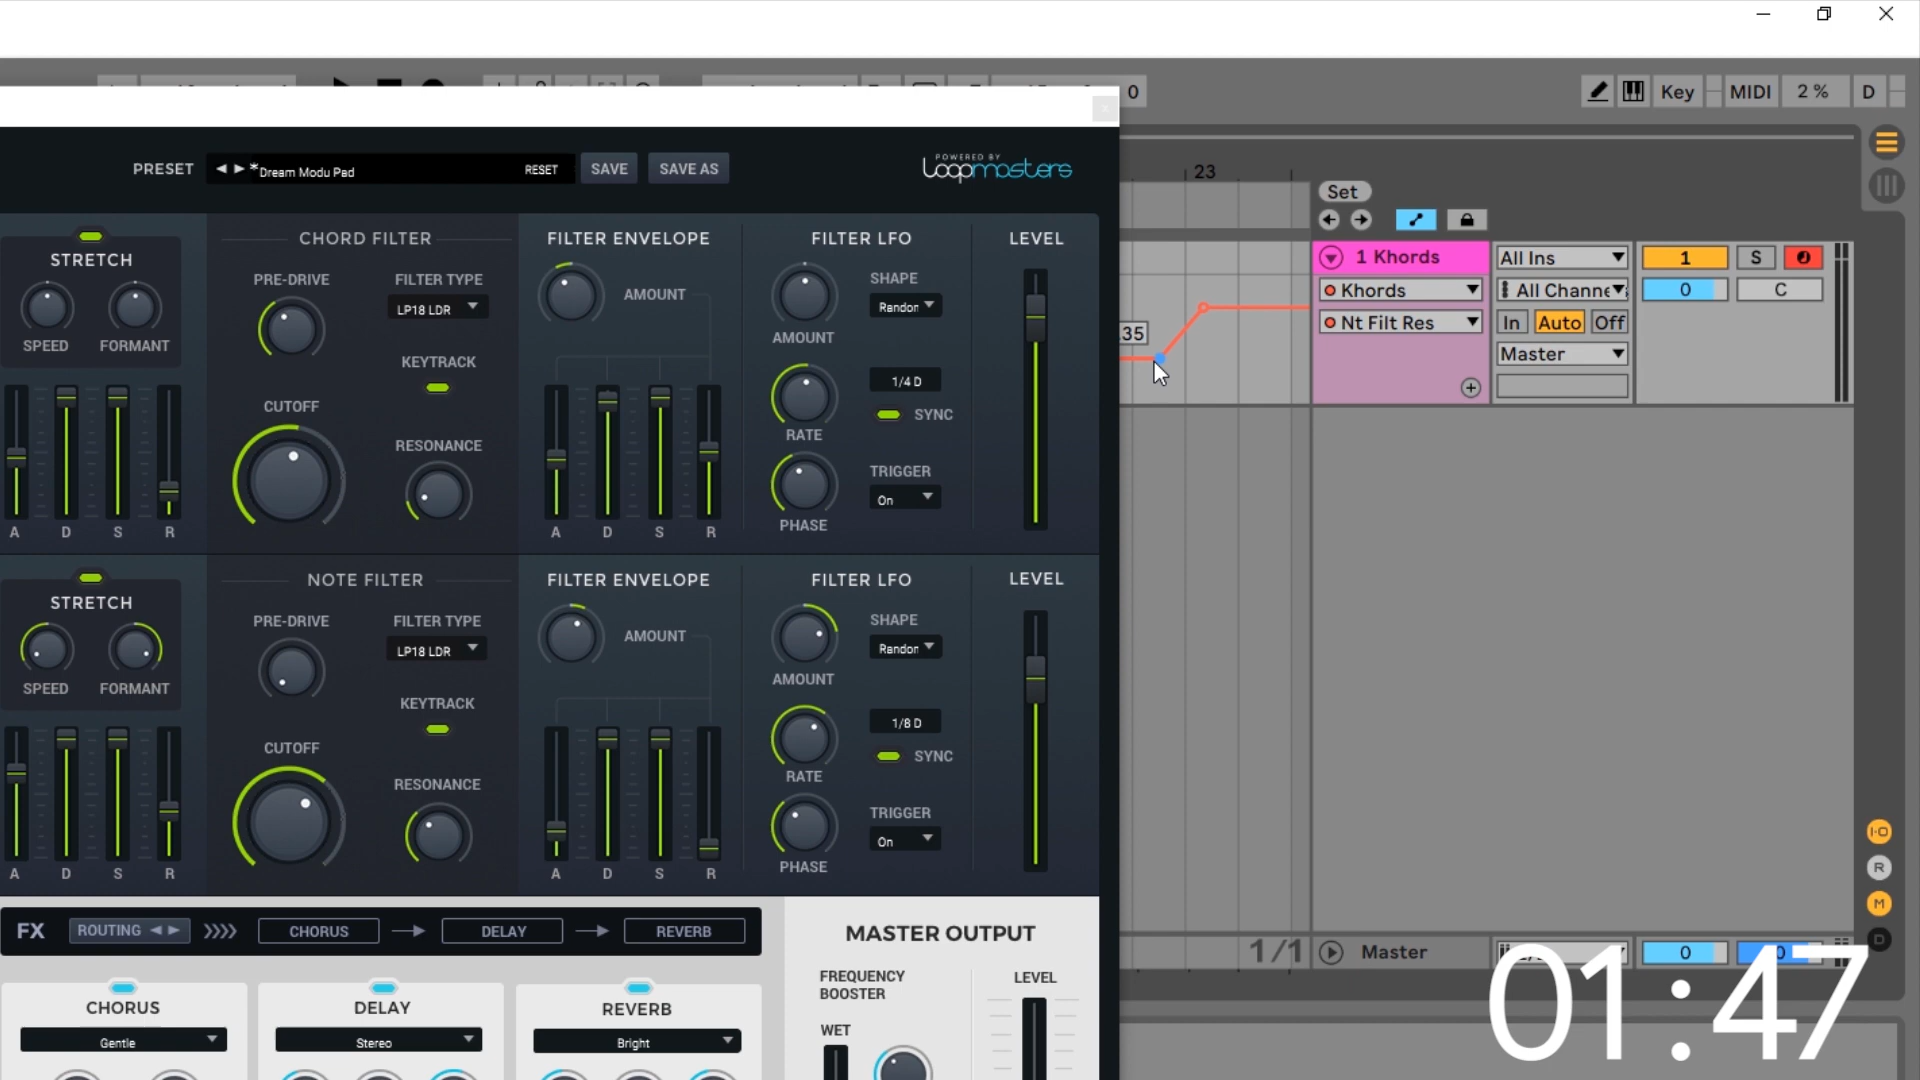 0
Key
MIDI
2 %
D
PRESET
*Dream Modu Pad
RESET
SAVE
SAVE AS
POWERED BY
Loopmasters
23
Set
STRETCH
SPEED
FORMANT
A D S R
CHORD FILTER
PRE-DRIVE
FILTER TYPE
LP18 LDR
KEYTRACK
CUTOFF
RESONANCE
FILTER ENVELOPE
AMOUNT
A D S R
FILTER LFO
AMOUNT
SHAPE
Random
RATE
1/4 D
SYNC
PHASE
TRIGGER
On
LEVEL
1 Khords
All Ins
1
S
Khords
All Channe
0
C
35
Nt Filt Res
In
Auto
Off
Master
STRETCH
SPEED
FORMANT
A D S R
NOTE FILTER
PRE-DRIVE
FILTER TYPE
LP18 LDR
KEYTRACK
CUTOFF
RESONANCE
FILTER ENVELOPE
AMOUNT
A D S R
FILTER LFO
AMOUNT
SHAPE
Random
RATE
1/8 D
SYNC
PHASE
TRIGGER
On
LEVEL
I-O
R
M
D
FX
ROUTING
CHORUS
DELAY
REVERB
CHORUS
Gentle
DELAY
Stereo
REVERB
Bright
MASTER OUTPUT
FREQUENCY
BOOSTER
WET
LEVEL
1/1
Master
0
0
01:47